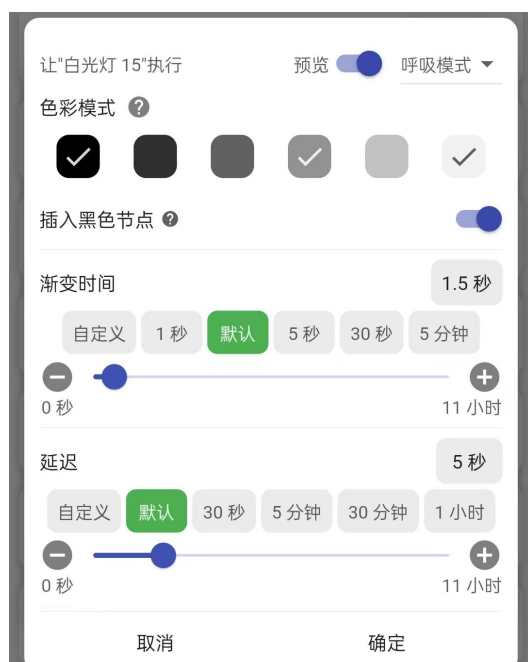 让"白光灯 15"执行 预览 呼吸模式
色彩模式
插入黑色节点
渐变时间 1.5 秒
自定义 1 秒 默认 5 秒 30 秒 5 分钟
0 秒 11 小时
延迟 5 秒
自定义 默认 30 秒 5 分钟 30 分钟 1 小时
0 秒 11 小时
取消 确定